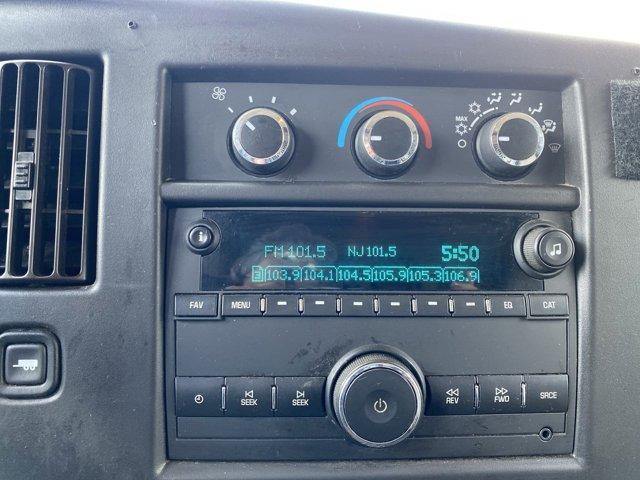 MAX
FM-101.5 NJ 101.5 5:50
2 103.9 104.1 104.5 105.9 105.3 106.9
FAV MENU EQ CAT
SEEK SEEK REV FWD SRCE